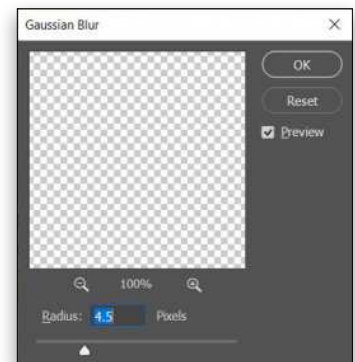 Gaussian Blur
OK
Reset
Preview
100%
Radius: 4.5 Pixels